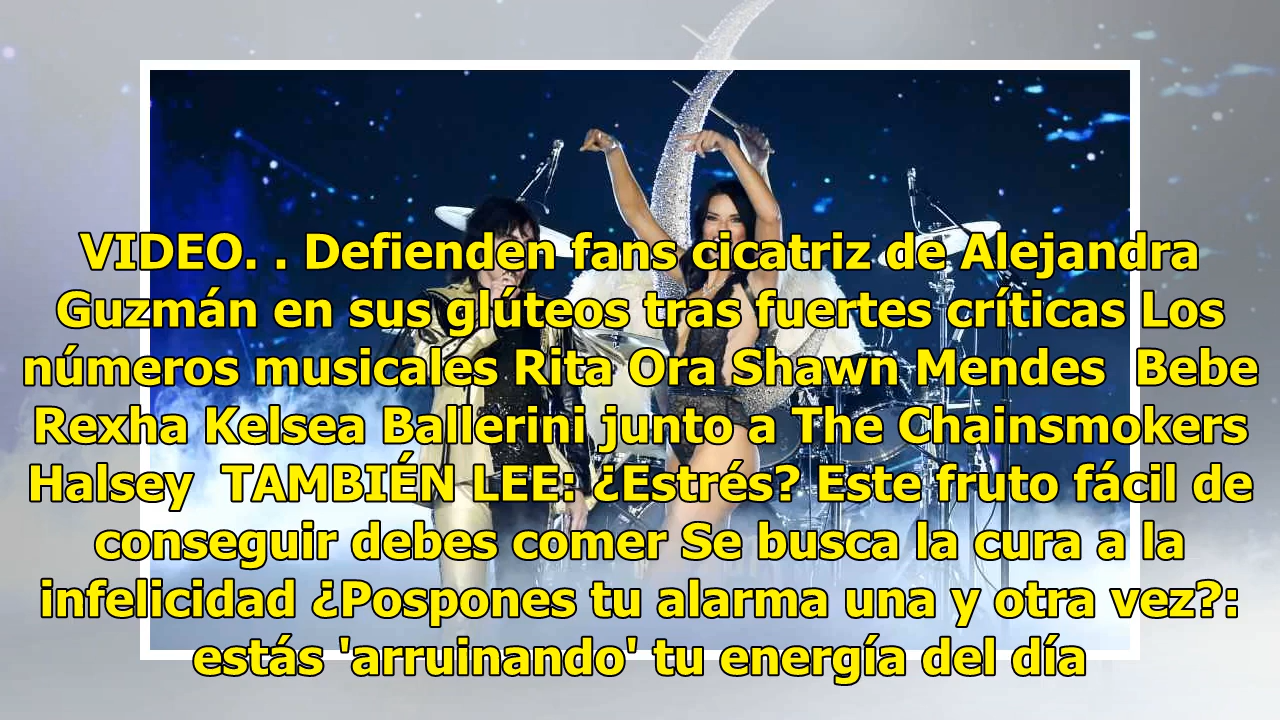 VIDEO. . Defienden fans cicatriz de Alejandra
Guzmán en sus glúteos tras fuertes críticas Los
números musicales Rita Ora Shawn Mendes  Bebe
Rexha Kelsea Ballerini junto a The Chainsmokers
Halsey  TAMBIÉN LEE: ¿Estrés? Este fruto fácil de
conseguir debes comer Se busca la cura a la
infelicidad ¿Pospones tu alarma una y otra vez?:
estás 'arruinando' tu energía del día